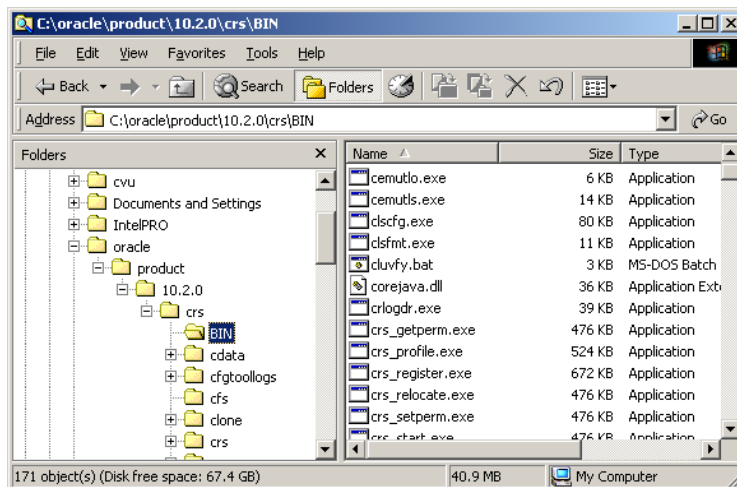 C:\oracle\product\10.2.0\crs\BIN
File Edit View Favorites Tools Help
Back Search Folders
Address C:\oracle\product\10.2.0\crs\BIN Go
Folders x
cvu
Documents and Settings
IntelPRO
oracle
product
10.2.0
crs
BIN
cdata
cfgtoollogs
cfs
clone
crs
Name Size Type
cemutlo.exe 6 KB Application
cemutls.exe 14 KB Application
clscfg.exe 80 KB Application
clsfmt.exe 11 KB Application
cluvfy.bat 3 KB MS-DOS Batch
corejava.dll 36 KB Application Exte
crlogdr.exe 39 KB Application
crs_getperm.exe 476 KB Application
crs_profile.exe 524 KB Application
crs_register.exe 672 KB Application
crs_relocate.exe 476 KB Application
crs_setperm.exe 476 KB Application
crs_start.exe 476 KB Application
171 object(s) (Disk free space: 67.4 GB) 40.9 MB My Computer